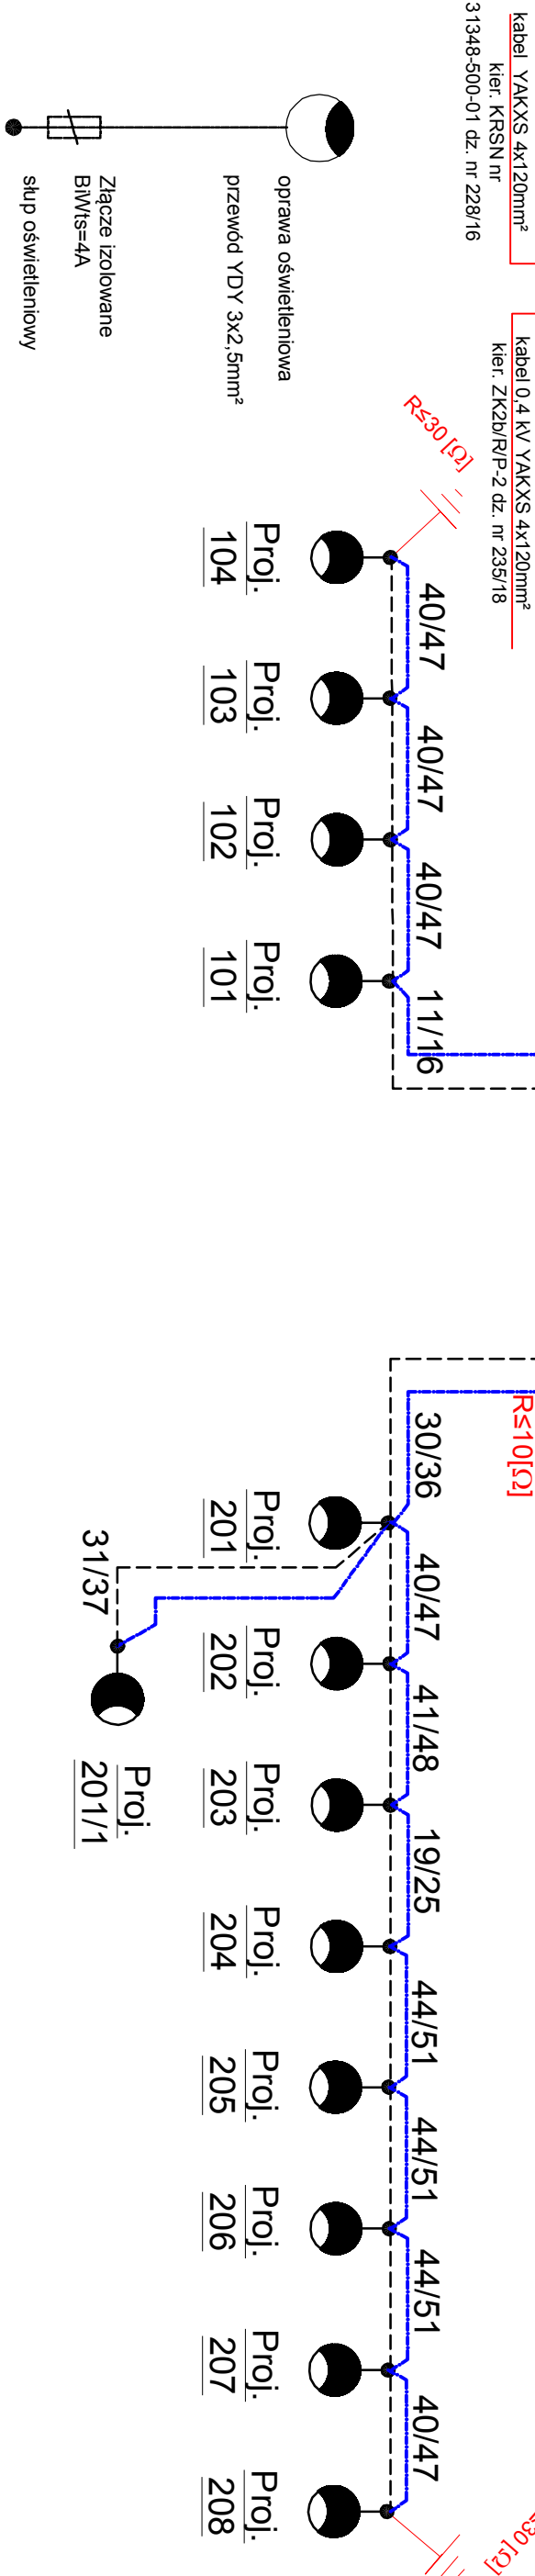 kabel YAKXS 4x120mm²
kier. KRSN nr
31348-500-01 dz. nr 228/16
kabel 0,4 kV YAKXS 4x120mm²
kier. ZK2b/R/P-2 dz. nr 235/18
oprawa oświetleniowa
przewód YDY 3x2,5mm²
Złącze izolowane
BiWts=4A
słup oświetleniowy
R≤30 [Ω]
40/47
40/47
40/47
11/16
Proj.
104
Proj.
103
Proj.
102
Proj.
101
R≤10[Ω]
30/36
40/47
41/48
19/25
44/51
44/51
44/51
40/47
Proj.
201
Proj.
202
Proj.
203
Proj.
204
Proj.
205
Proj.
206
Proj.
207
Proj.
208
31/37
Proj.
201/1